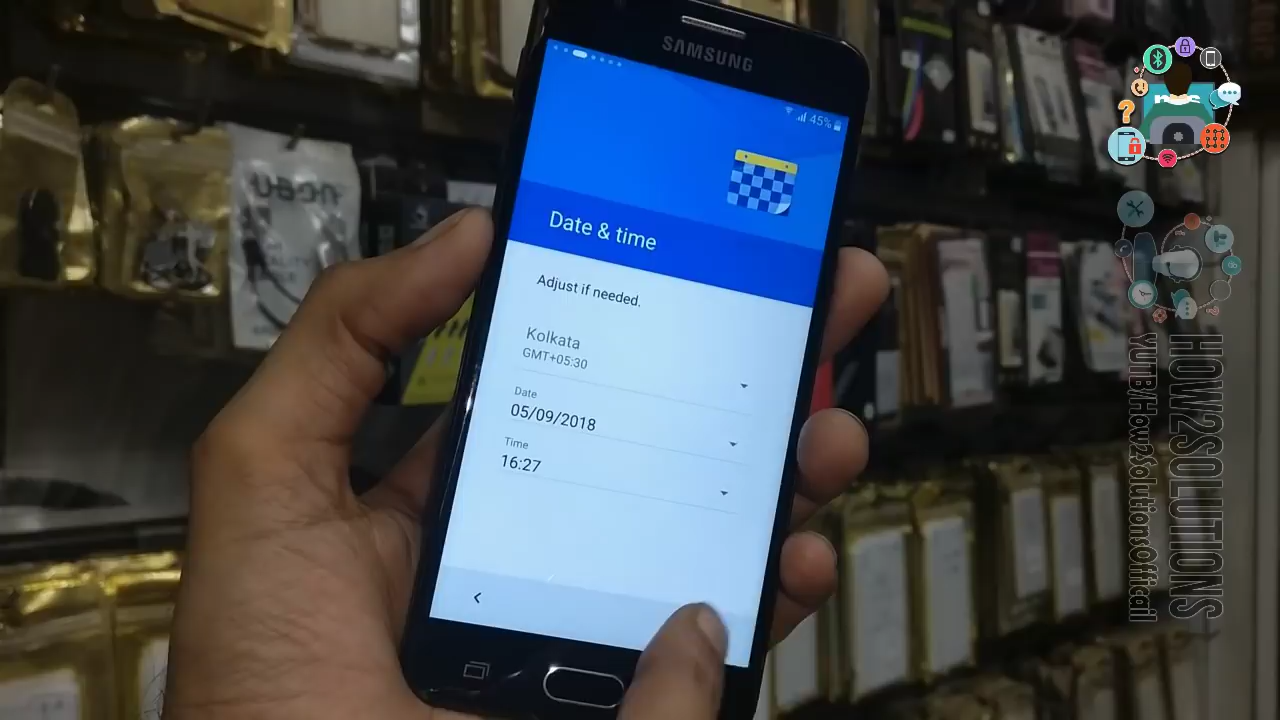 SAMSUNG
45%
Date & time
Adjust if needed.
Kolkata
GMT+05:30
Date
05/09/2018
Time
16:27
HOW2SOLUTIONS
YUTB/How2SolutionsOfficail